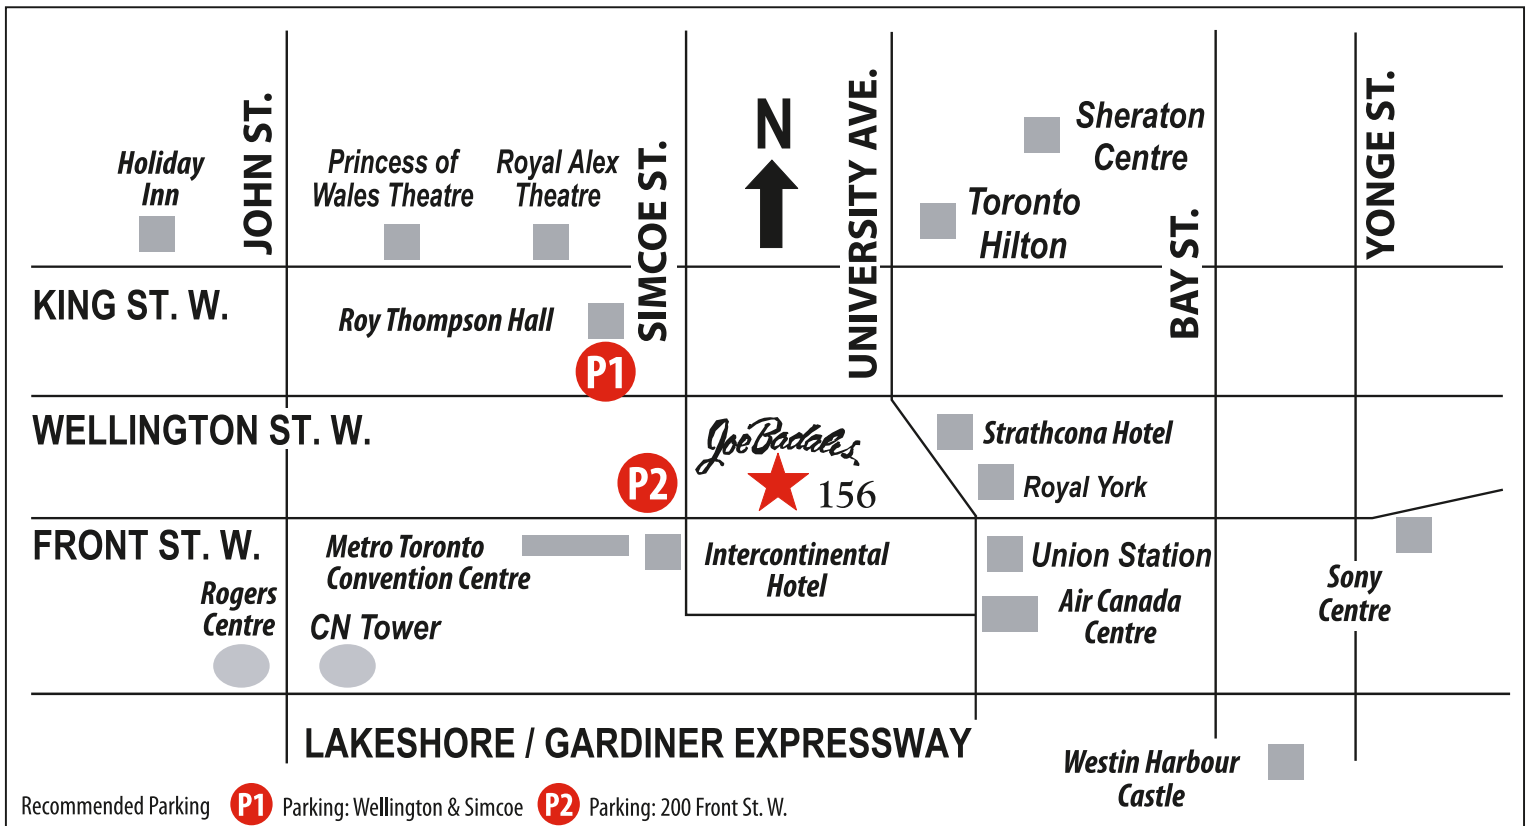 JOHN ST.
SIMCOE ST.
N
UNIVERSITY AVE.
BAY ST.
YONGE ST.
Holiday
Inn
Princess of
Wales Theatre
Royal Alex
Theatre
Sheraton
Centre
Toronto
Hilton
KING ST. W.
Roy Thompson Hall
P1
WELLINGTON ST. W.
Joe Badalis
156
P2
Strathcona Hotel
Royal York
FRONT ST. W.
Metro Toronto
Convention Centre
Intercontinental
Hotel
Union Station
Air Canada
Centre
Sony
Centre
Rogers
Centre
CN Tower
LAKESHORE / GARDINER EXPRESSWAY
Westin Harbour
Castle
Recommended Parking P1 Parking: Wellington & Simcoe P2 Parking: 200 Front St. W.